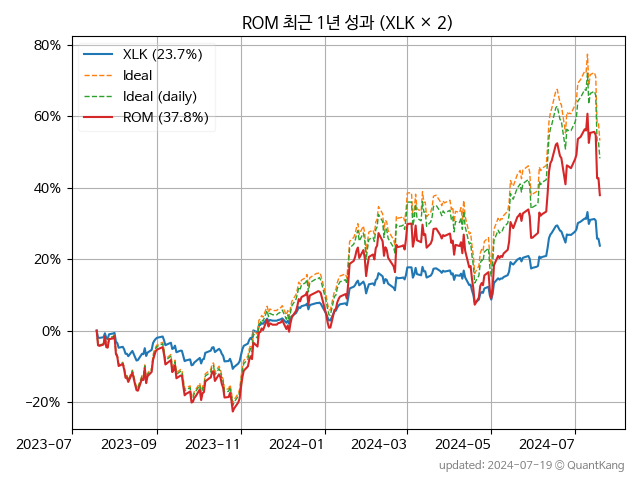 ROM 최근 1년 성과 (XLK × 2)
XLK (23.7%)
Ideal
Ideal (daily)
ROM (37.8%)
80%
60%
40%
20%
0%
−20%
2023-07 2023-09 2023-11 2024-01 2024-03 2024-05 2024-07
updated: 2024-07-19 © QuantKang